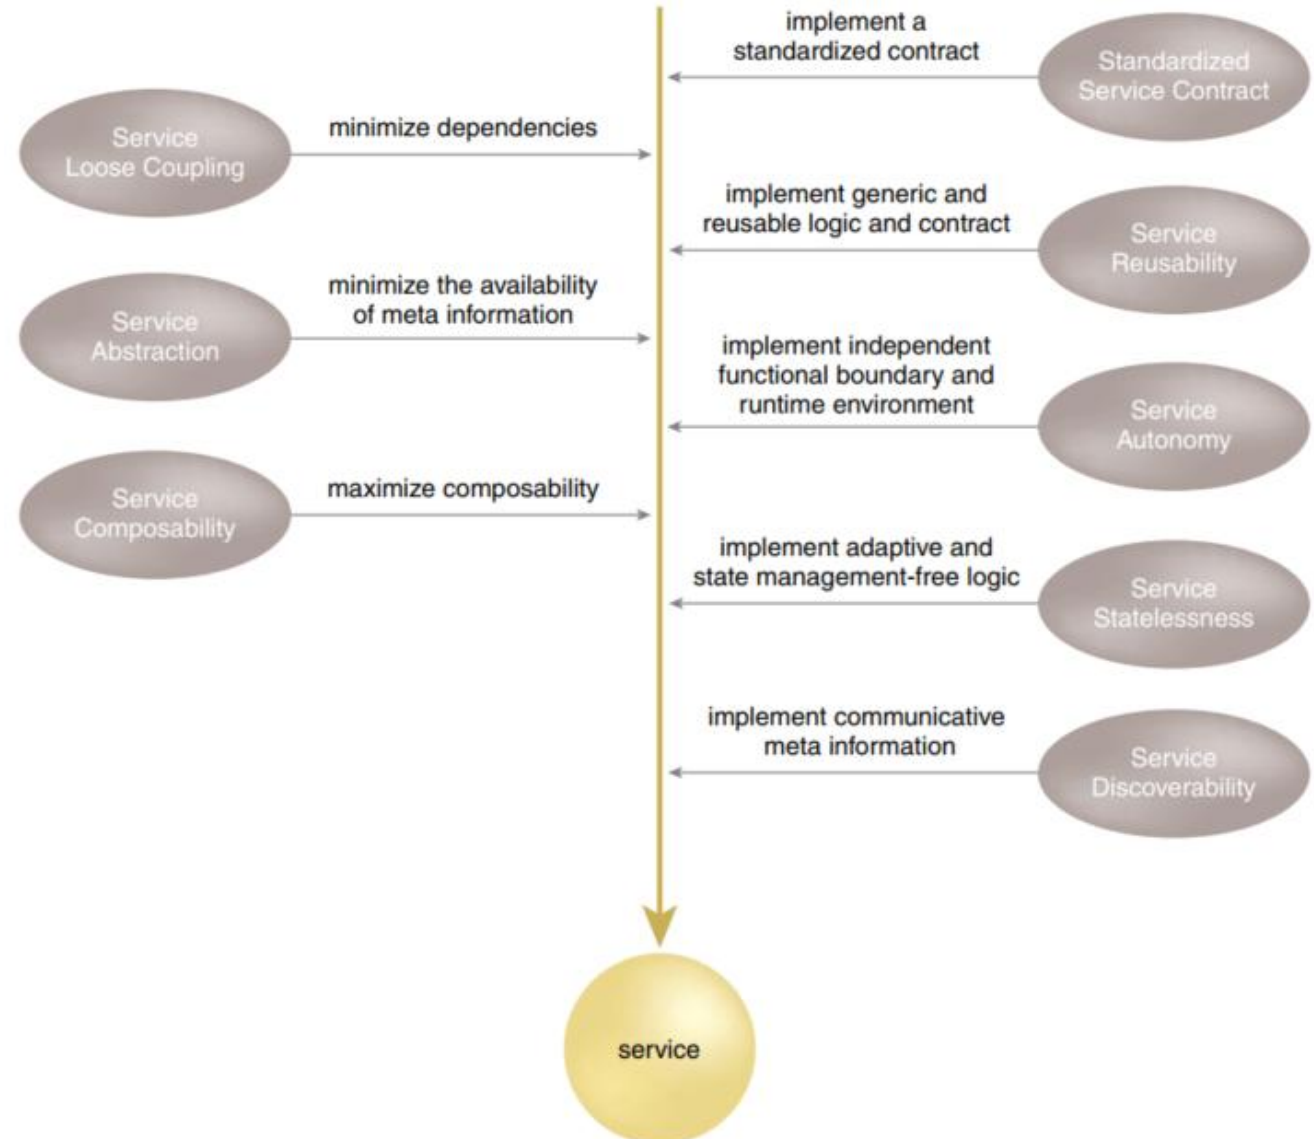 implement a
standardized contract
Standardized
Service Contract
Service
Loose Coupling
minimize dependencies
implement generic and
reusable logic and contract
Service
Reusability
Service
Abstraction
minimize the availability
of meta information
implement independent
functional boundary and
runtime environment
Service
Autonomy
Service
Composability
maximize composability
implement adaptive and
state management-free logic
Service
Statelessness
implement communicative
meta information
Service
Discoverability
service